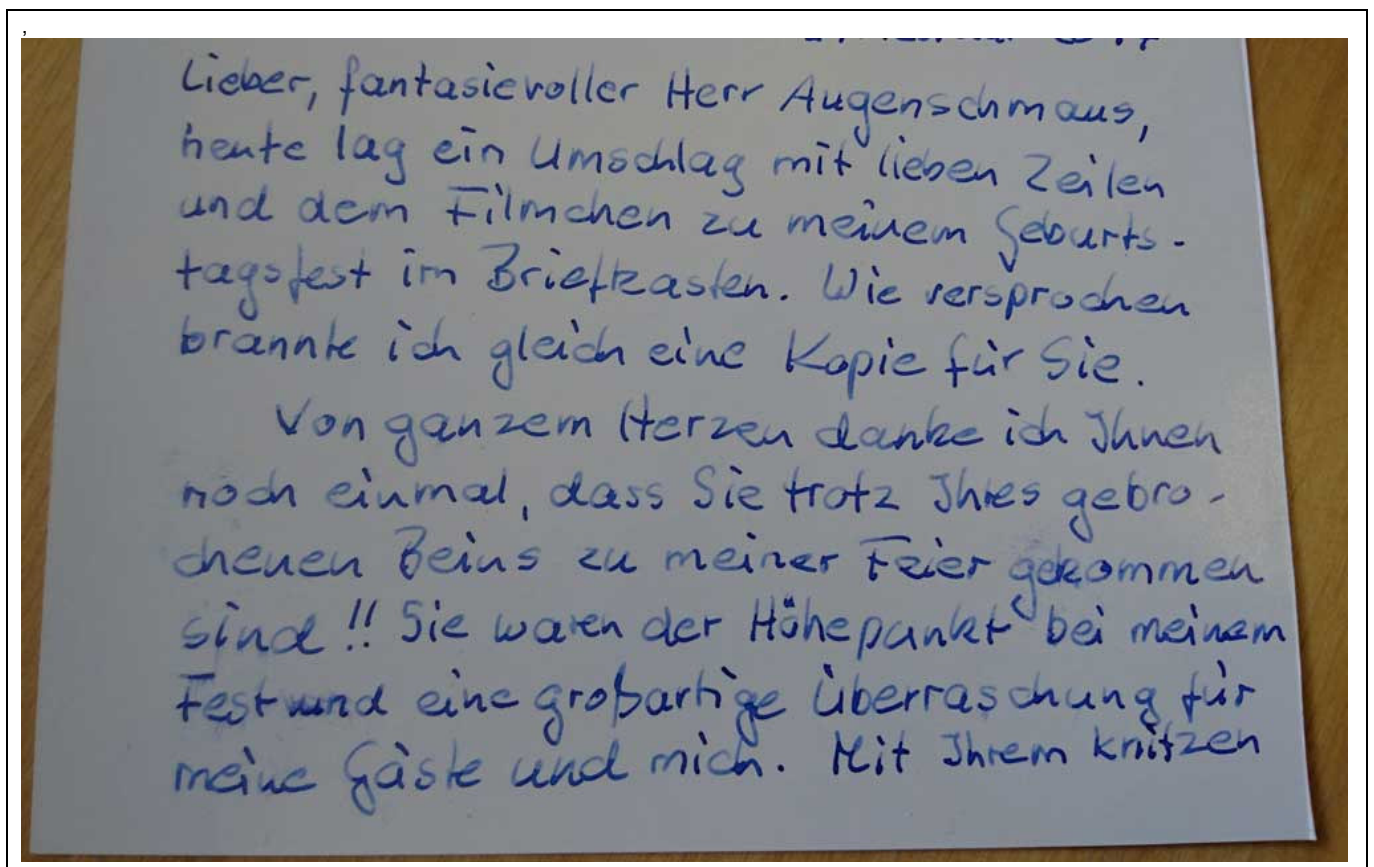 Lieber, fantasievoller Herr Augenschmaus,
heute lag ein Umschlag mit lieben Zeilen
und dem Filmchen zu meinem Geburts-
tagsfest im Briefkasten. Wie versprochen
brannte ich gleich eine Kopie für Sie.
Von ganzem Herzen danke ich Ihnen
noch einmal, dass Sie trotz Ihres gebro-
chenen Beins zu meiner Feier gekommen
sind!! Sie waren der Höhepunkt bei meinem
Fest und eine großartige Überraschung für
meine Gäste und mich. Mit Ihrem knitzen